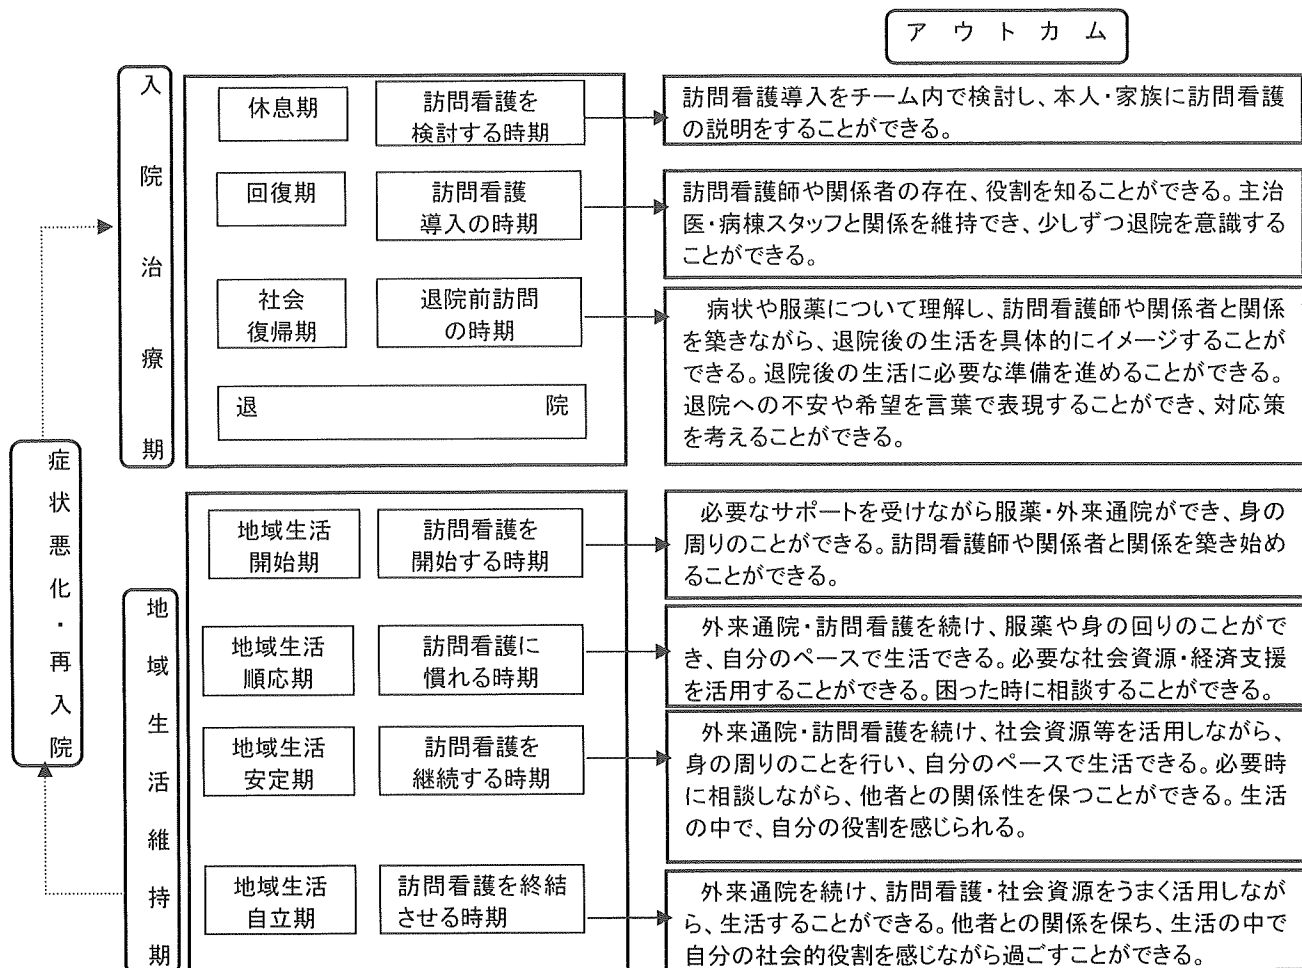 アウトカム
入院治療期
休息期
訪問看護を
検討する時期
訪問看護導入をチーム内で検討し、本人・家族に訪問看護
の説明をすることができる。
回復期
訪問看護
導入の時期
訪問看護師や関係者の存在、役割を知ることができる。主治
医・病棟スタッフと関係を維持でき、少しずつ退院を意識する
ことができる。
社会
復帰期
退院前訪問
の時期
病状や服薬について理解し、訪問看護師や関係者と関係
を築きながら、退院後の生活を具体的にイメージすることが
できる。退院後の生活に必要な準備を進めることができる。
退院への不安や希望を言葉で表現することができ、対応策
を考えることができる。
退院
症状悪化・再入院
地域生活維持期
地域生活
開始期
訪問看護を
開始する時期
必要なサポートを受けながら服薬・外来通院ができ、身の
周りのことができる。訪問看護師や関係者と関係を築き始め
ることができる。
地域生活
順応期
訪問看護に
慣れる時期
外来通院・訪問看護を続け、服薬や身の回りのことがで
き、自分のペースで生活できる。必要な社会資源・経済支援
を活用することができる。困った時に相談することができる。
地域生活
安定期
訪問看護を
継続する時期
外来通院・訪問看護を続け、社会資源等を活用しながら、
身の周りのことを行い、自分のペースで生活できる。必要時
に相談しながら、他者との関係性を保つことができる。生活
の中で、自分の役割を感じられる。
地域生活
自立期
訪問看護を終結
させる時期
外来通院を続け、訪問看護・社会資源をうまく活用しなが
ら、生活することができる。他者との関係を保ち、生活の中で
自分の社会的役割を感じながら過ごすことができる。